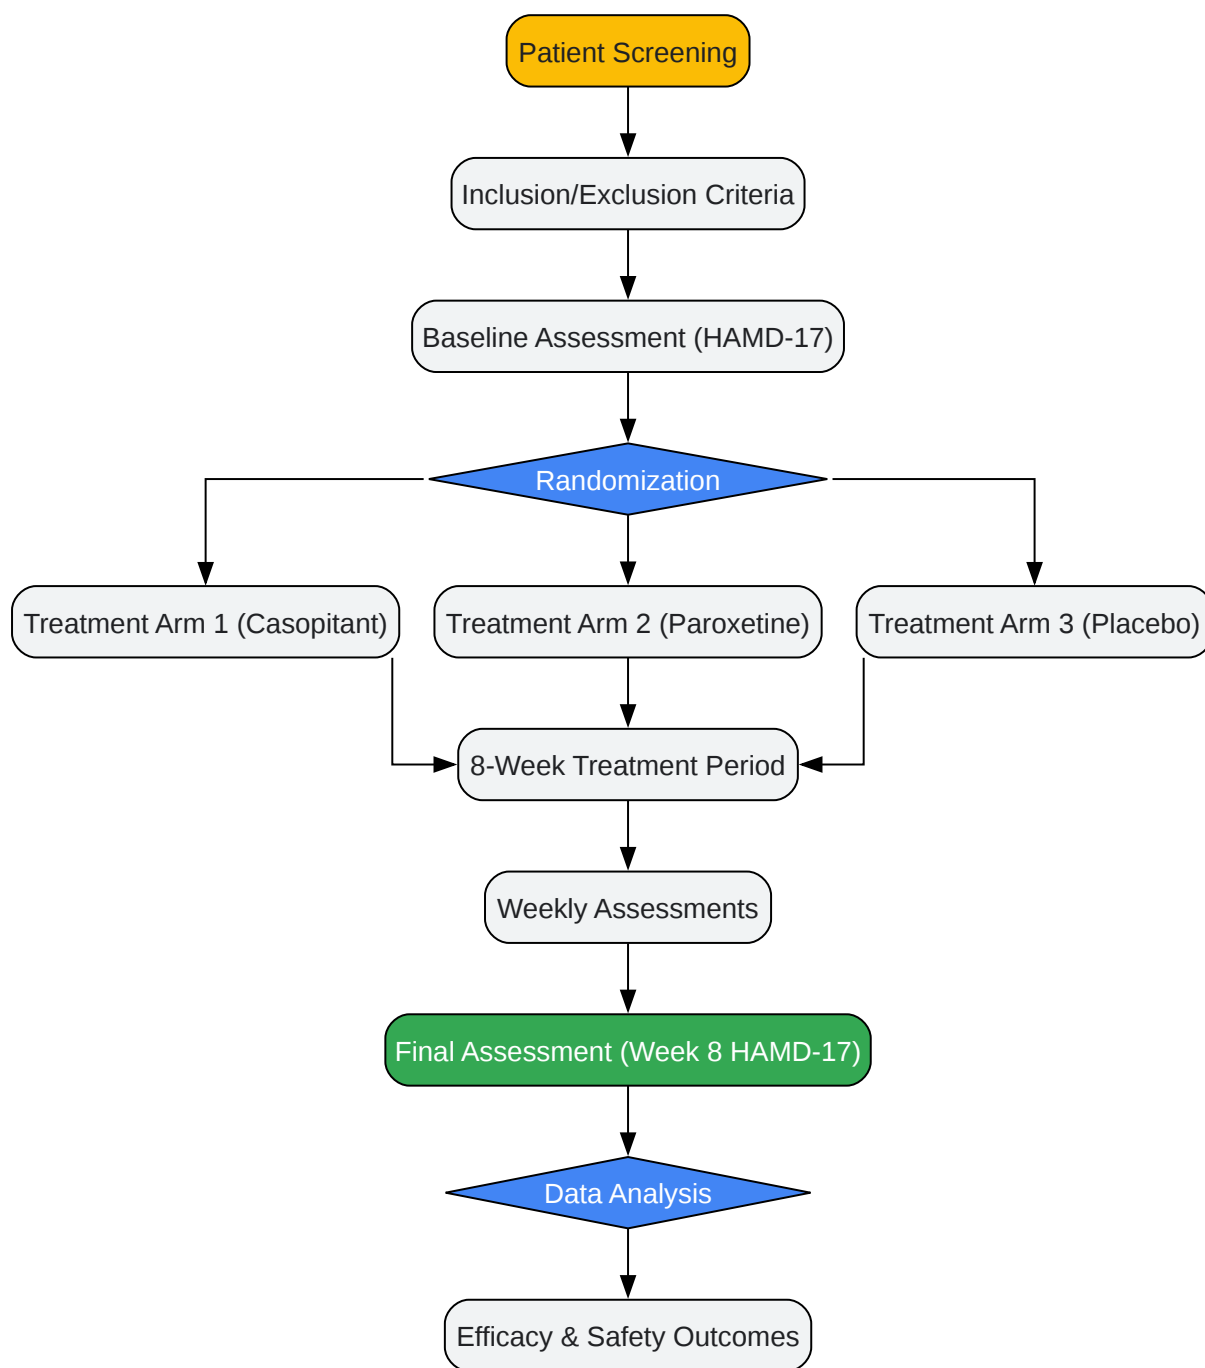 Patient Screening
Inclusion/Exclusion Criteria
Baseline Assessment (HAMD-17)
Randomization
Treatment Arm 1 (Casopitant)
Treatment Arm 2 (Paroxetine)
Treatment Arm 3 (Placebo)
8-Week Treatment Period
Weekly Assessments
Final Assessment (Week 8 HAMD-17)
Data Analysis
Efficacy & Safety Outcomes